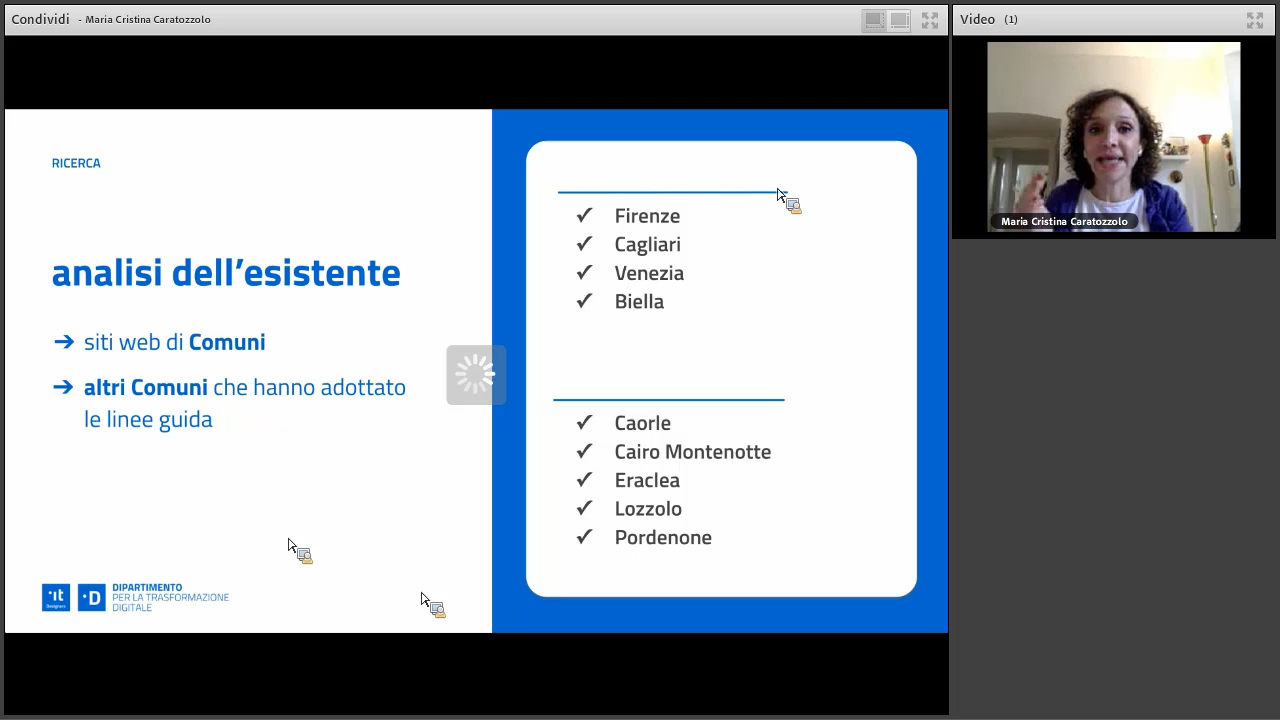 Condividi - Maria Cristina Caratozzolo
Video (1)
Maria Cristina Caratozzolo
RICERCA
analisi dell’esistente
➔ siti web di Comuni
➔ altri Comuni che hanno adottato
le linee guida
✓ Firenze
✓ Cagliari
✓ Venezia
✓ Biella
✓ Caorle
✓ Cairo Montenotte
✓ Eraclea
✓ Lozzolo
✓ Pordenone
·it
Designers
·D
DIPARTIMENTO
PER LA TRASFORMAZIONE
DIGITALE